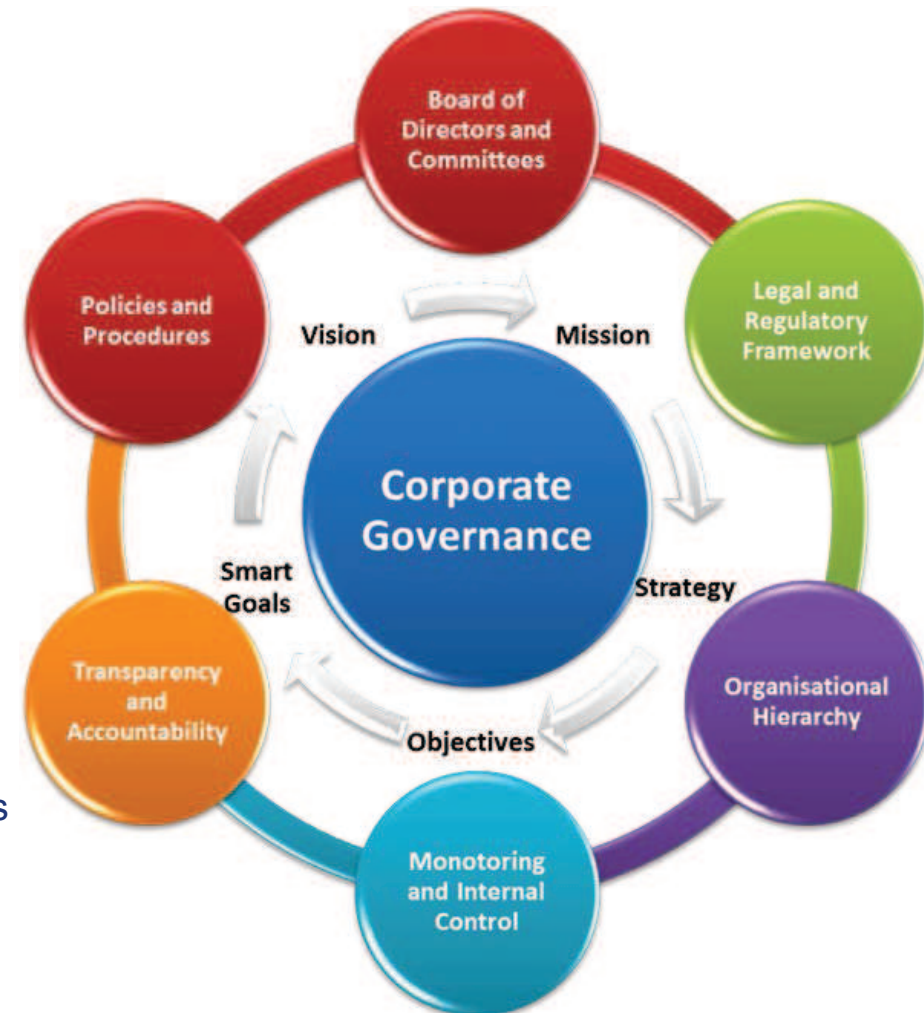 Board of
Directors and
Committees
Policies and
Procedures
Legal and
Regulatory
Framework
Vision
Mission
Corporate
Governance
Smart
Goals
Strategy
Transparency
and
Accountability
Organisational
Hierarchy
Objectives
s
Monotoring
and Internal
Control